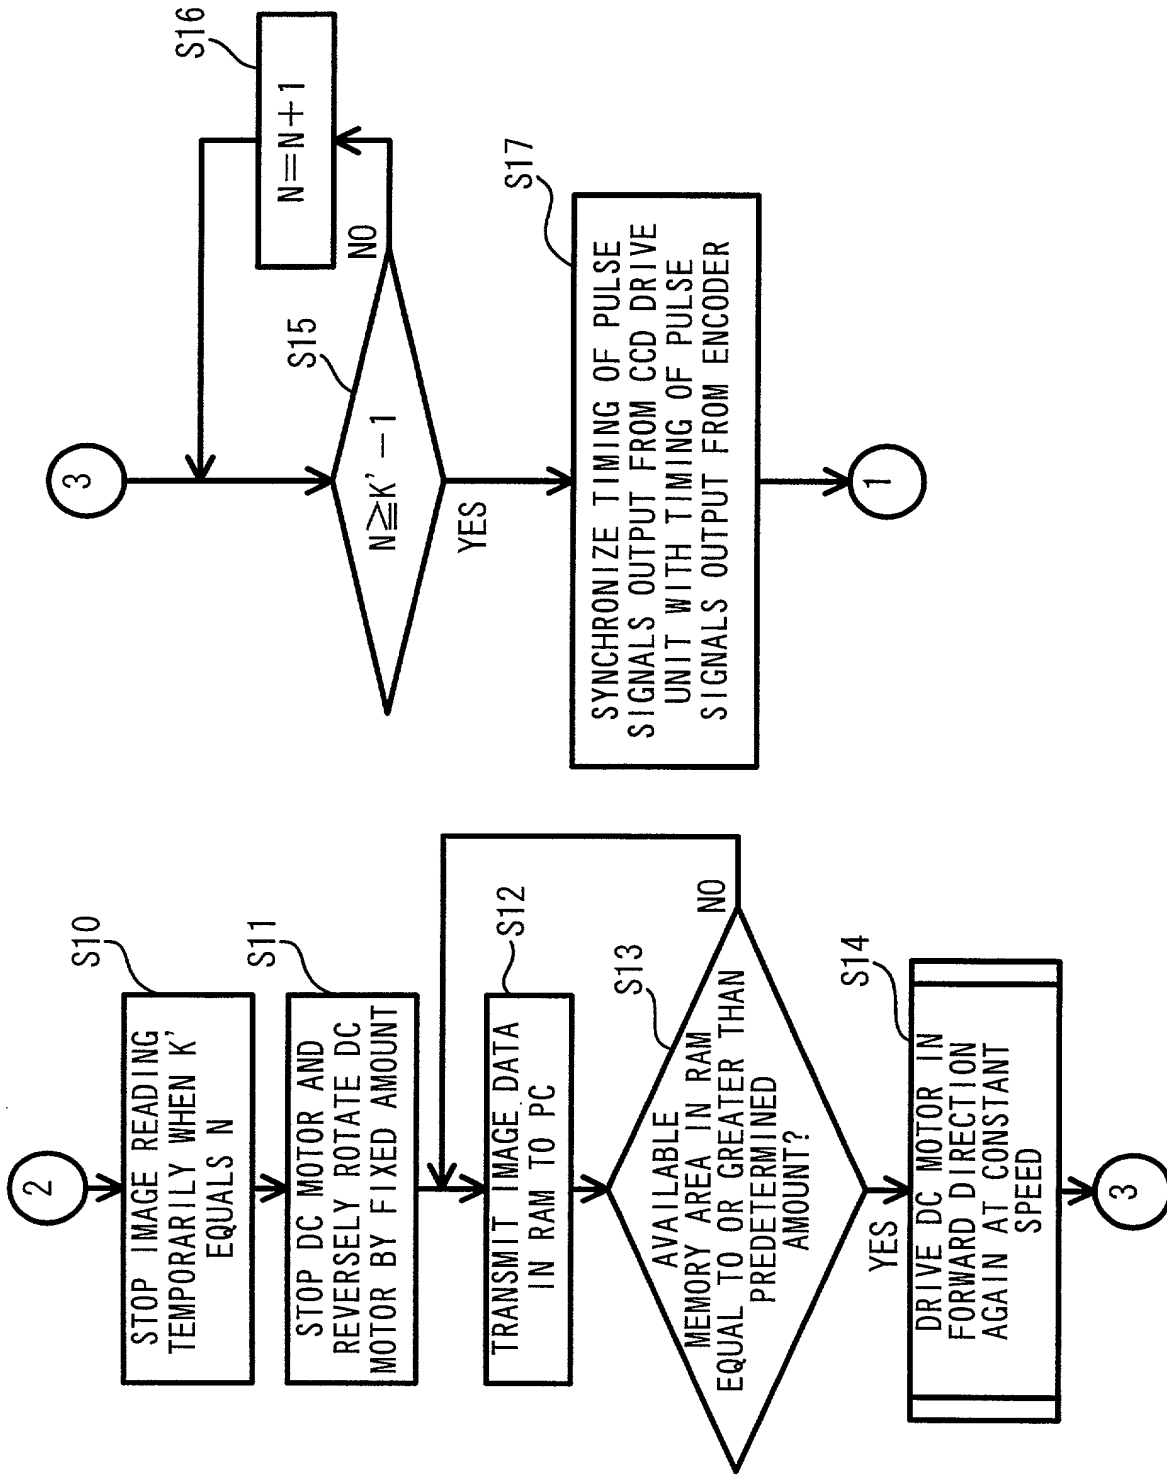 2
S10
STOP IMAGE READING
TEMPORARILY WHEN K'
EQUALS N
S11
STOP DC MOTOR AND
REVERSELY ROTATE DC
MOTOR BY FIXED AMOUNT
S12
TRANSMIT IMAGE DATA
IN RAM TO PC
S13
AVAILABLE
MEMORY AREA IN RAM
EQUAL TO OR GREATER THAN
PREDETERMINED
AMOUNT?
NO
YES
S14
DRIVE DC MOTOR IN
FORWARD DIRECTION
AGAIN AT CONSTANT
SPEED
3
3
S16
N=N+1
S15
N≧K'-1
NO
YES
S17
SYNCHRONIZE TIMING OF PULSE
SIGNALS OUTPUT FROM CCD DRIVE
UNIT WITH TIMING OF PULSE
SIGNALS OUTPUT FROM ENCODER
1